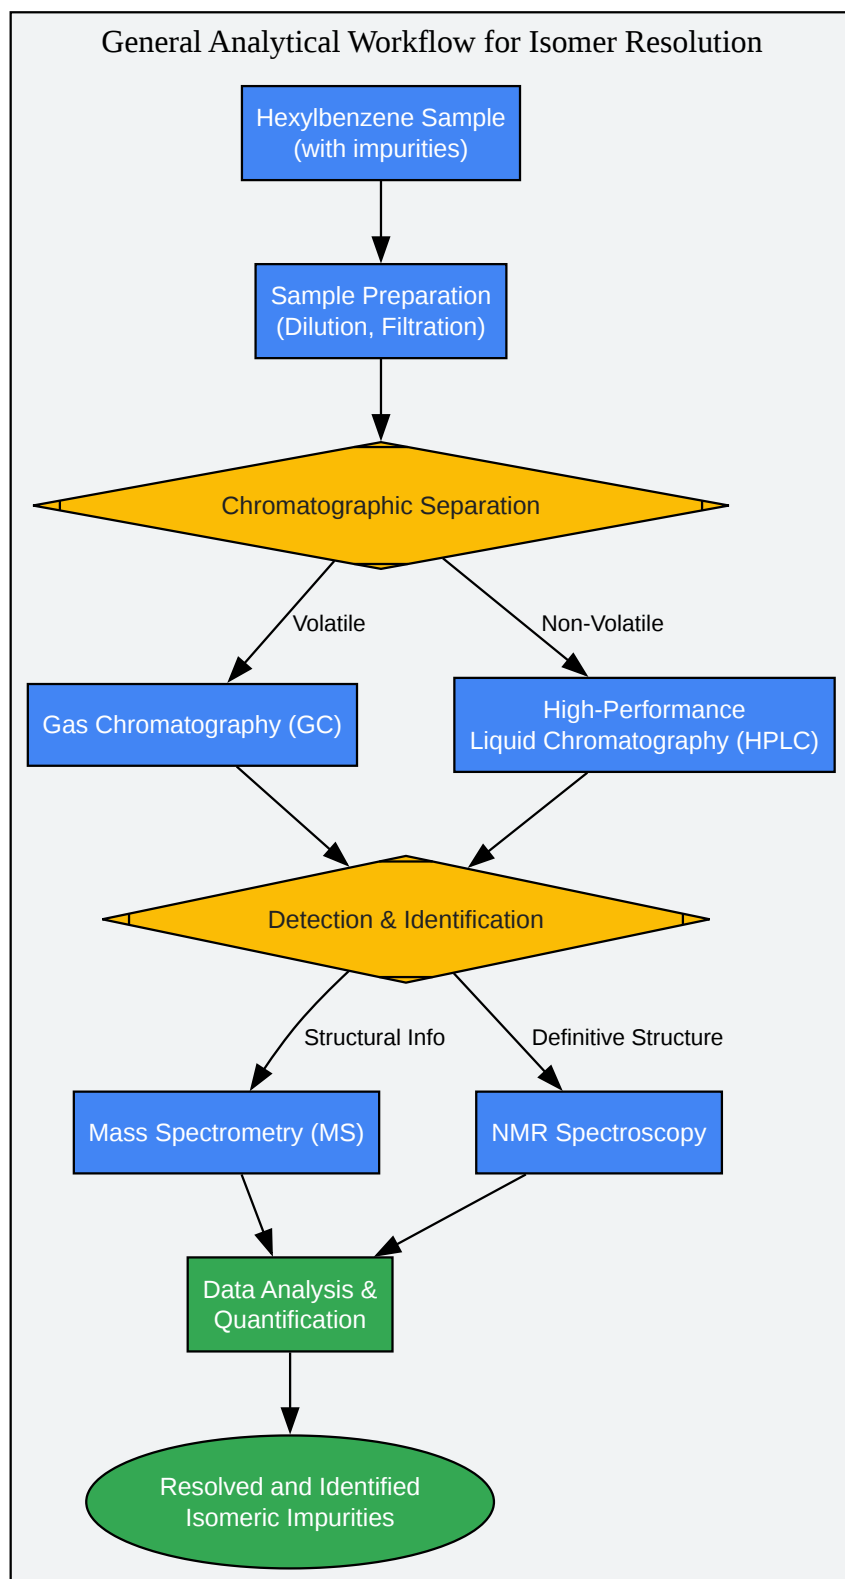 General Analytical Workflow for Isomer Resolution
Hexylbenzene Sample
(with impurities)
Sample Preparation
(Dilution, Filtration)
Chromatographic Separation
Volatile
Non-Volatile
Gas Chromatography (GC)
High-Performance
Liquid Chromatography (HPLC)
Detection & Identification
Structural Info
Definitive Structure
Mass Spectrometry (MS)
NMR Spectroscopy
Data Analysis &
Quantification
Resolved and Identified
Isomeric Impurities